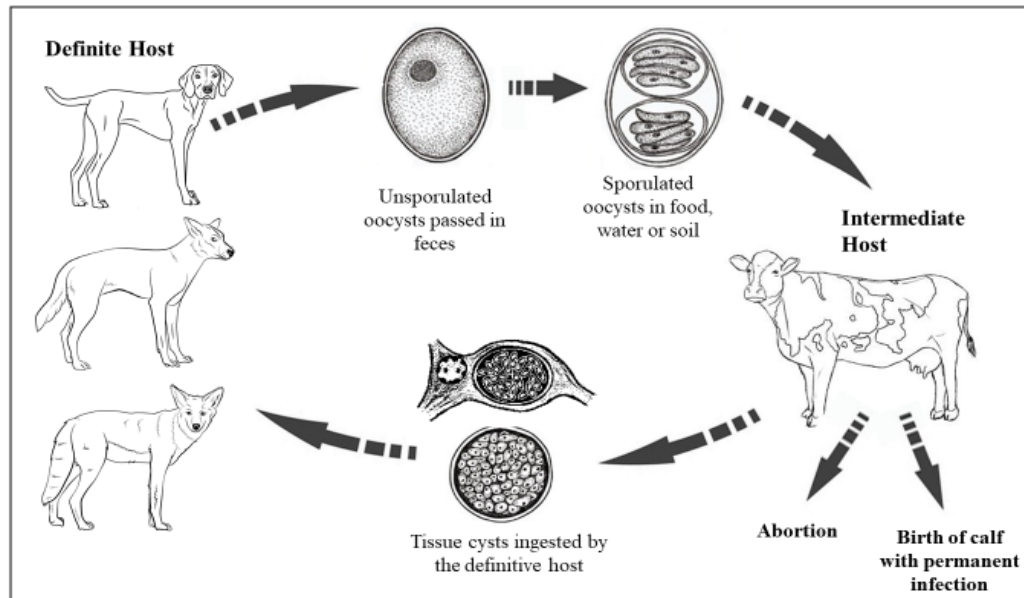 Definite Host
Unsporulated
oocysts passed in
feces
Sporulated
oocysts in food,
water or soil
Intermediate
Host
Tissue cysts ingested by
the definitive host
Abortion
Birth of calf
with permanent
infection